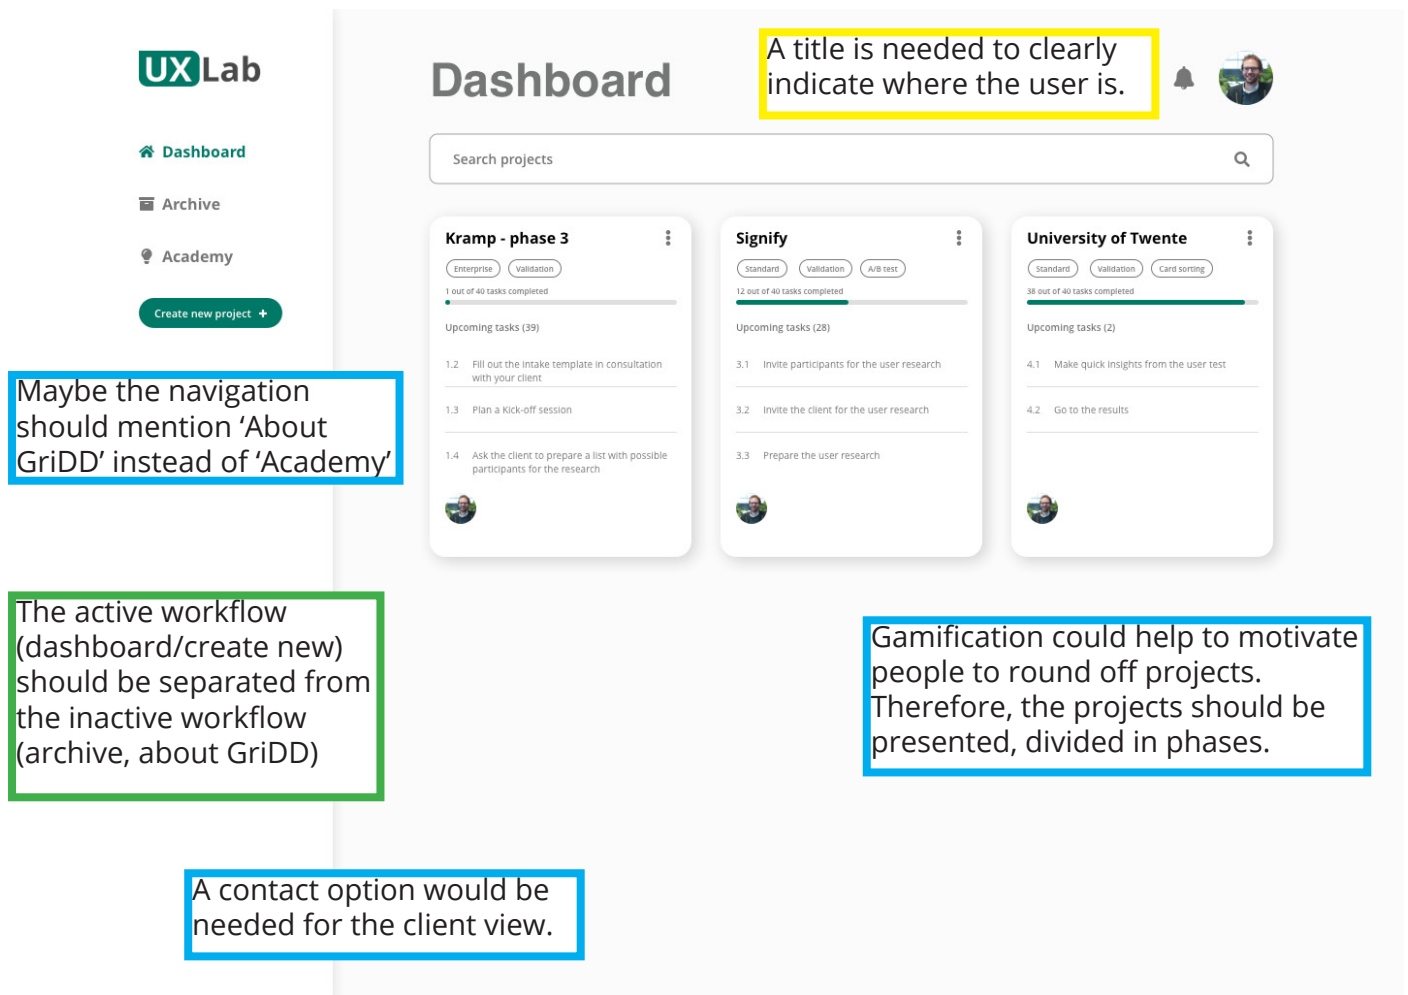 UXLab
Dashboard
Archive
Academy
Create new project +
Maybe the navigation
should mention ‘About
GriDD’ instead of ‘Academy’
The active workflow
(dashboard/create new)
should be separated from
the inactive workflow
(archive, about GriDD)
A contact option would be
needed for the client view.
Dashboard
A title is needed to clearly
indicate where the user is.
Search projects
Kramp - phase 3
Enterprise Validation
1 out of 40 tasks completed
Upcoming tasks (39)
1.2 Fill out the intake template in consultation
with your client
1.3 Plan a Kick-off session
1.4 Ask the client to prepare a list with possible
participants for the research
Signify
Standard Validation A/B test
12 out of 40 tasks completed
Upcoming tasks (28)
3.1 Invite participants for the user research
3.2 Invite the client for the user research
3.3 Prepare the user research
University of Twente
Standard Validation Card sorting
38 out of 40 tasks completed
Upcoming tasks (2)
4.1 Make quick insights from the user test
4.2 Go to the results
Gamification could help to motivate
people to round off projects.
Therefore, the projects should be
presented, divided in phases.